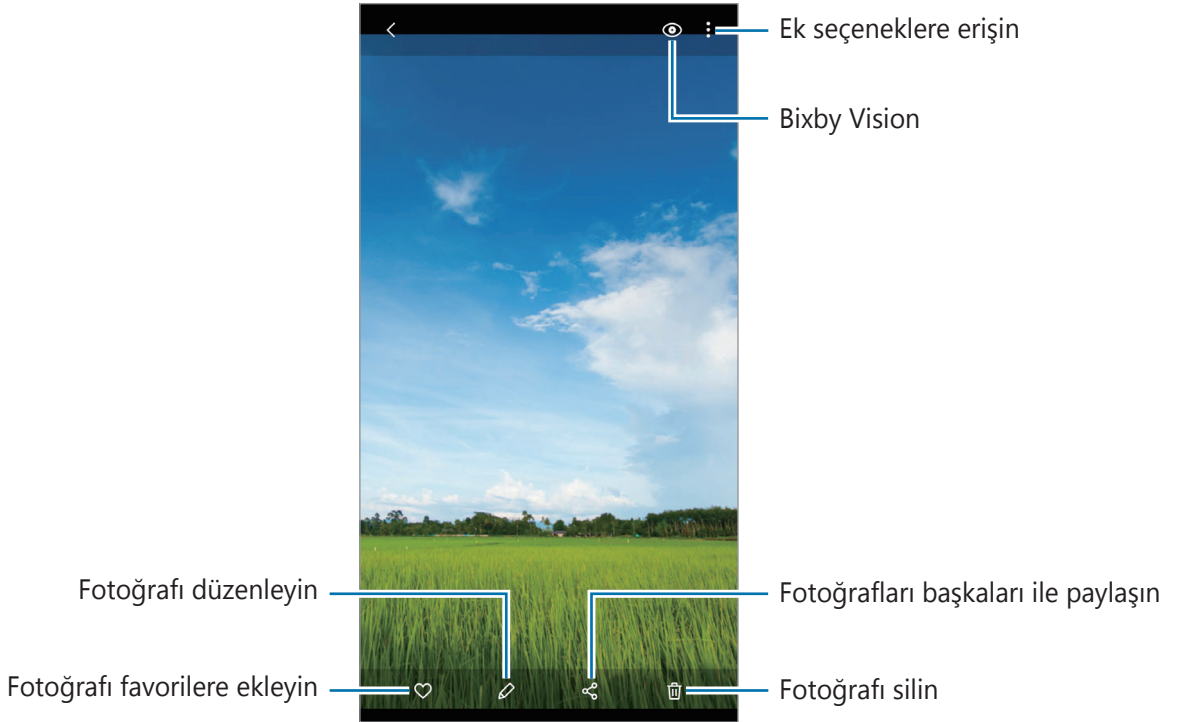 Ek seçeneklere erişin
Bixby Vision
Fotoğrafı düzenleyin
Fotoğrafları başkaları ile paylaşın
Fotoğrafı favorilere ekleyin
Fotoğrafı silin